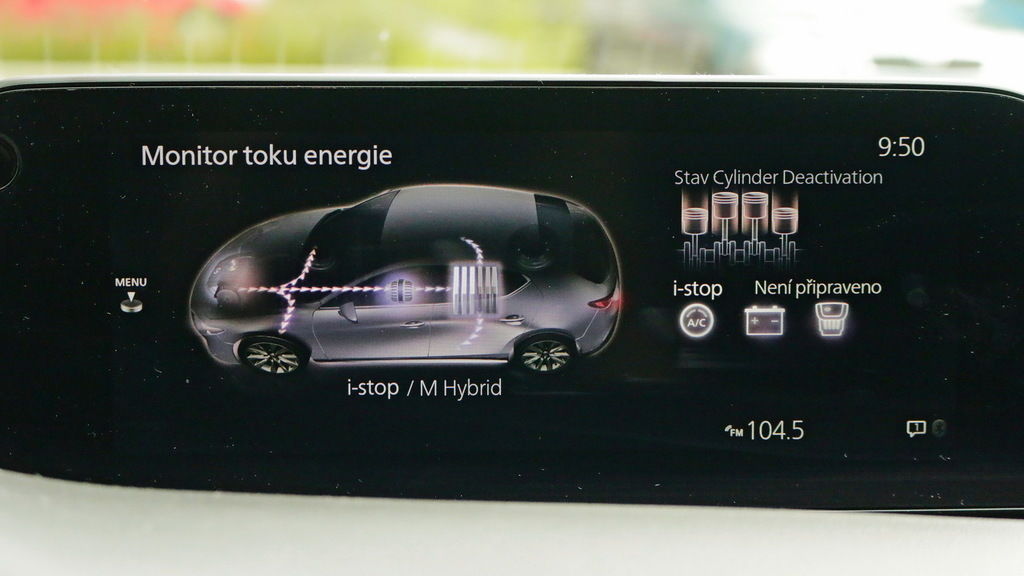 9:50
Monitor toku energie
Stav Cylinder Deactivation
MENU
i-stop Není připraveno
A/C
i-stop / M Hybrid
FM 104.5
1